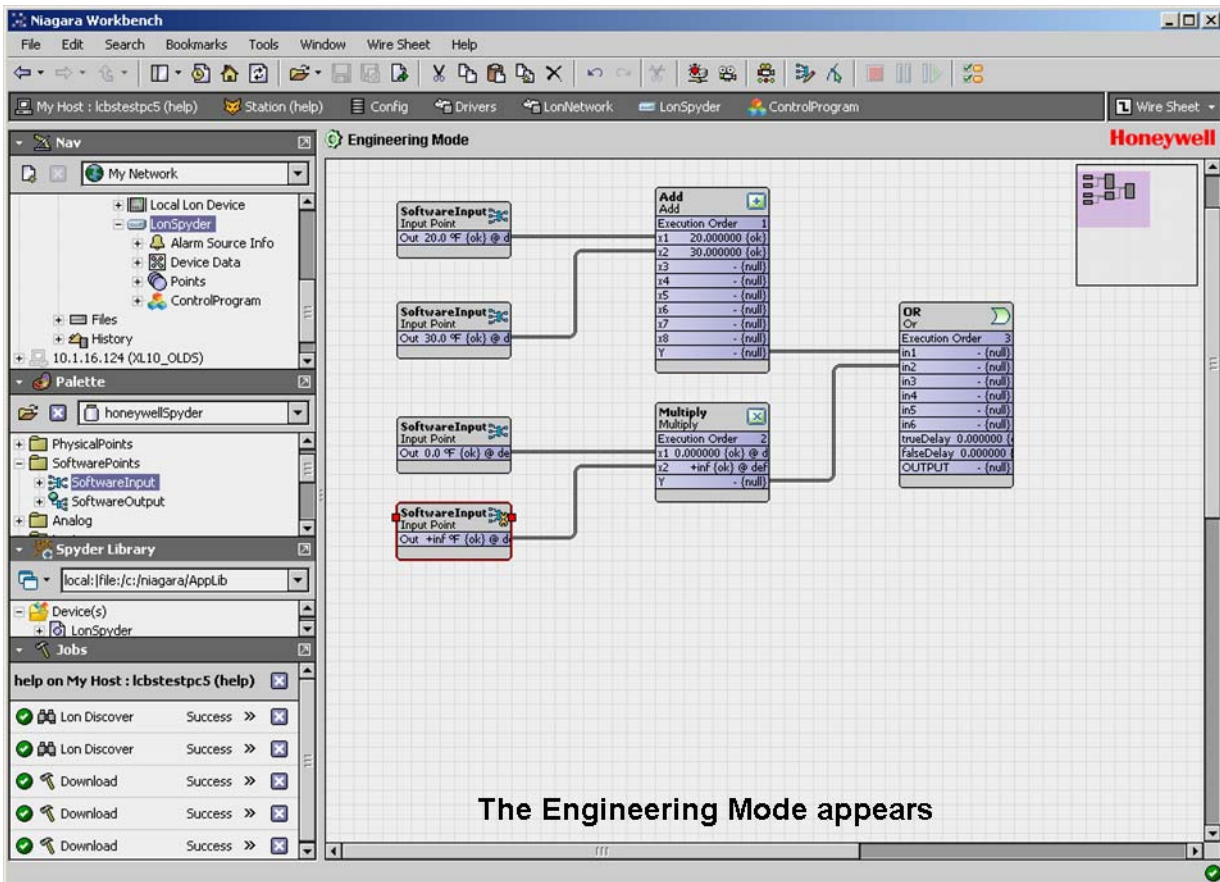 Niagara Workbench
File Edit Search Bookmarks Tools Window Wire Sheet Help
My Host : lcbstestpc5 (help) Station (help) Config Drivers LonNetwork LonSpyder ControlProgram Wire Sheet
Nav
My Network
Local Lon Device
LonSpyder
Alarm Source Info
Device Data
Points
ControlProgram
Files
History
10.1.16.124 (XL10_OLDS)
Palette
honeywellSpyder
PhysicalPoints
SoftwarePoints
SoftwareInput
SoftwareOutput
Analog
Spyder Library
local:|file:/c:/niagara/AppLib
Device(s)
LonSpyder
Jobs
help on My Host : lcbstestpc5 (help)
Lon Discover Success »
Lon Discover Success »
Download Success »
Download Success »
Download Success »
Engineering Mode
Honeywell
SoftwareInput
Input Point
Out 20.0 °F {ok} @ d
SoftwareInput
Input Point
Out 30.0 °F {ok} @ d
SoftwareInput
Input Point
Out 0.0 °F {ok} @ de
SoftwareInput
Input Point
Out +inf °F {ok} @ d
Add
Add
Execution Order 1
x1 20.000000 {ok}
x2 30.000000 {ok}
x3 - {null}
x4 - {null}
x5 - {null}
x6 - {null}
x7 - {null}
x8 - {null}
Y - {null}
Multiply
Multiply
Execution Order 2
x1 0.000000 {ok} @ d
x2 +inf {ok} @ def
Y - {null}
OR
Or
Execution Order 3
in1 - {null}
in2 - {null}
in3 - {null}
in4 - {null}
in5 - {null}
in6 - {null}
trueDelay 0.000000 {
falseDelay 0.000000
OUTPUT - {null}
The Engineering Mode appears